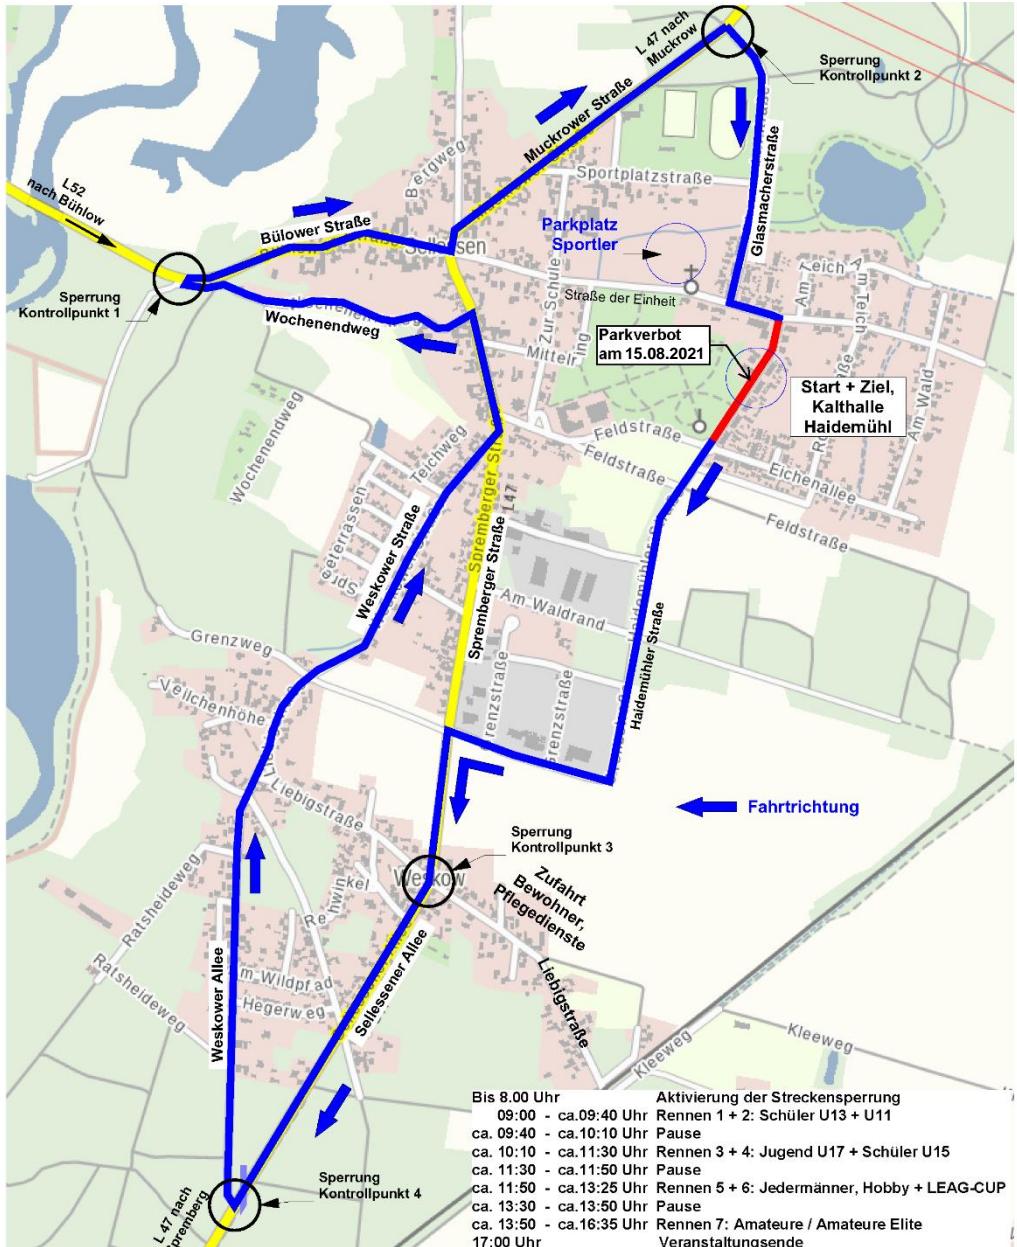 L 47 nach
Muckrow
Sperrung
Kontrollpunkt 2
Muckrower Straße
Bergweg
Sportplatzstraße
Glasmacherstraße
L52
nach Bühlow
Bülower Straße
Sellessen
Parkplatz
Sportler
Zur Schule
Am Teich
Am Teich
Sperrung
Kontrollpunkt 1
Wochenendweg
Straße der Einheit
Mittelring
Parkverbot
am 15.08.2021
Start + Ziel,
Kalthalle
Haidemühl
Am Wald
Wochenendweg
Teichweg
Feldstraße
Feldstraße
Eichenallee
Feldstraße
Spreeterrassen
Weskower Straße
Spremberger Straße
L47
Spremberger Straße
Am Waldrand
Haidemühler Straße
Grenzweg
Grenzstraße
Grenzstraße
Veilchenhöhe
Liebigstraße
Fahrtrichtung
Sperrung
Kontrollpunkt 3
Weskow
Zufahrt
Bewohner,
Pflegedienste
Ratsheideweg
Rehwinkel
Ratsheideweg
Weskower Allee
Am Wildpfad
Hegerweg
Sellessener Allee
Liebigstraße
Kleeweg
Kleeweg
Sperrung
Kontrollpunkt 4
L 47 nach
Spremberg
Bis 8.00 Uhr Aktivierung der Streckensperrung
09:00 - ca.09:40 Uhr Rennen 1 + 2: Schüler U13 + U11
ca. 09:40 - ca.10:10 Uhr Pause
ca. 10:10 - ca.11:30 Uhr Rennen 3 + 4: Jugend U17 + Schüler U15
ca. 11:30 - ca.11:50 Uhr Pause
ca. 11:50 - ca.13:25 Uhr Rennen 5 + 6: Jedermänner, Hobby + LEAG-CUP
ca. 13:30 - ca.13:50 Uhr Pause
ca. 13:50 - ca.16:35 Uhr Rennen 7: Amateure / Amateure Elite
17:00 Uhr Veranstaltungsende